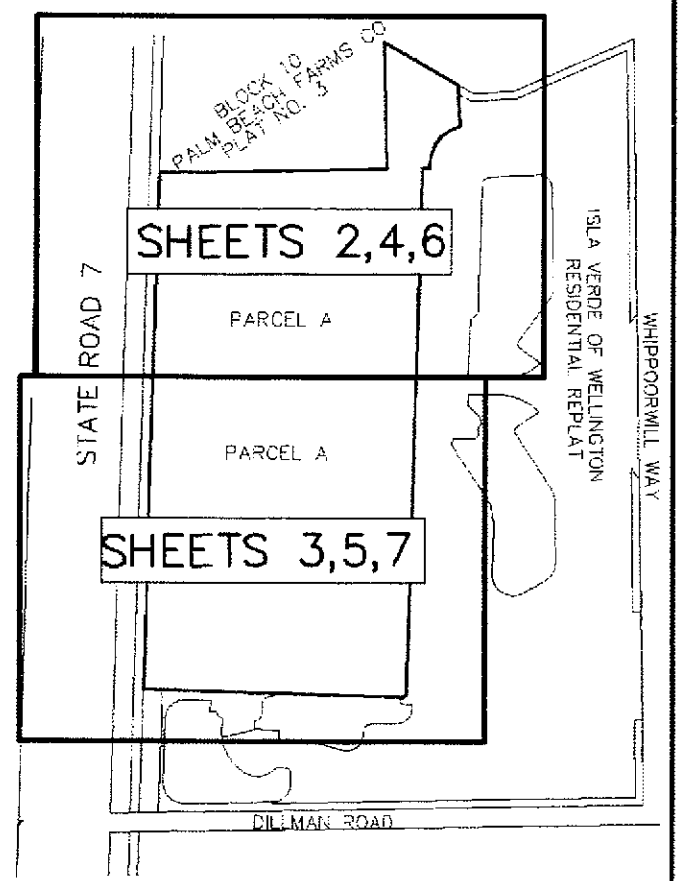 BLOCK 10
PALM BEACH FARMS CO
PLAT NO. 3
SHEETS 2,4,6
PARCEL A
STATE ROAD 7
ISLA VERDE OF WELLINGTON
RESIDENTIAL REPLAT
WHIPPOORWILL WAY
PARCEL A
SHEETS 3,5,7
DILLMAN ROAD